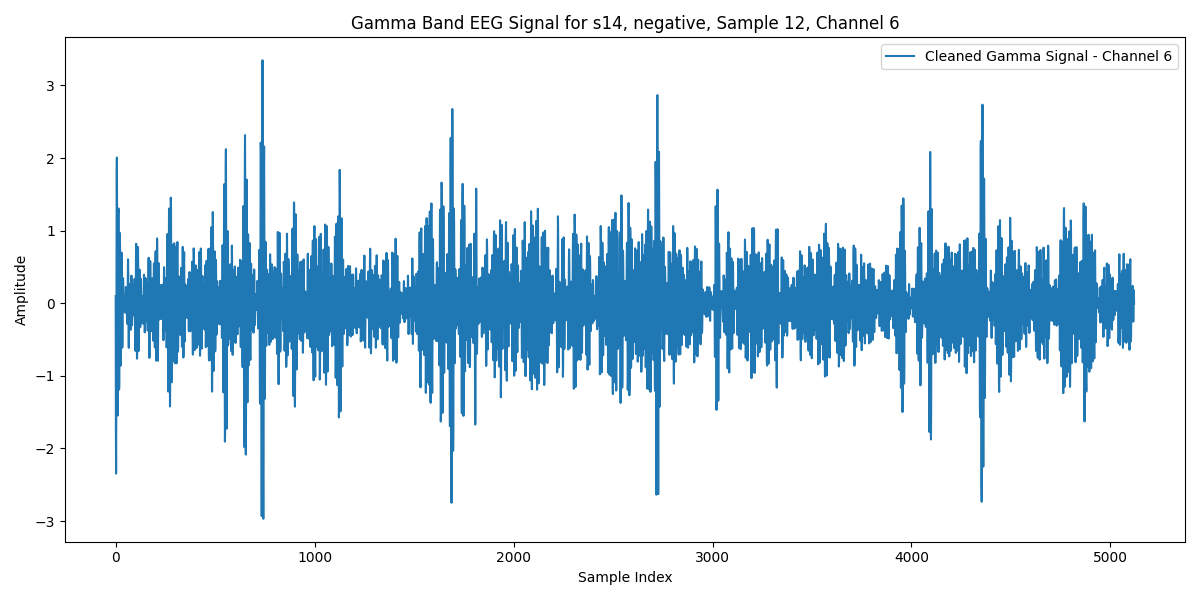 Gamma Band EEG Signal for s14, negative, Sample 12, Channel 6
Cleaned Gamma Signal - Channel 6
Amplitude
3
2
1
0
−1
−2
−3
0 1000 2000 3000 4000 5000
Sample Index